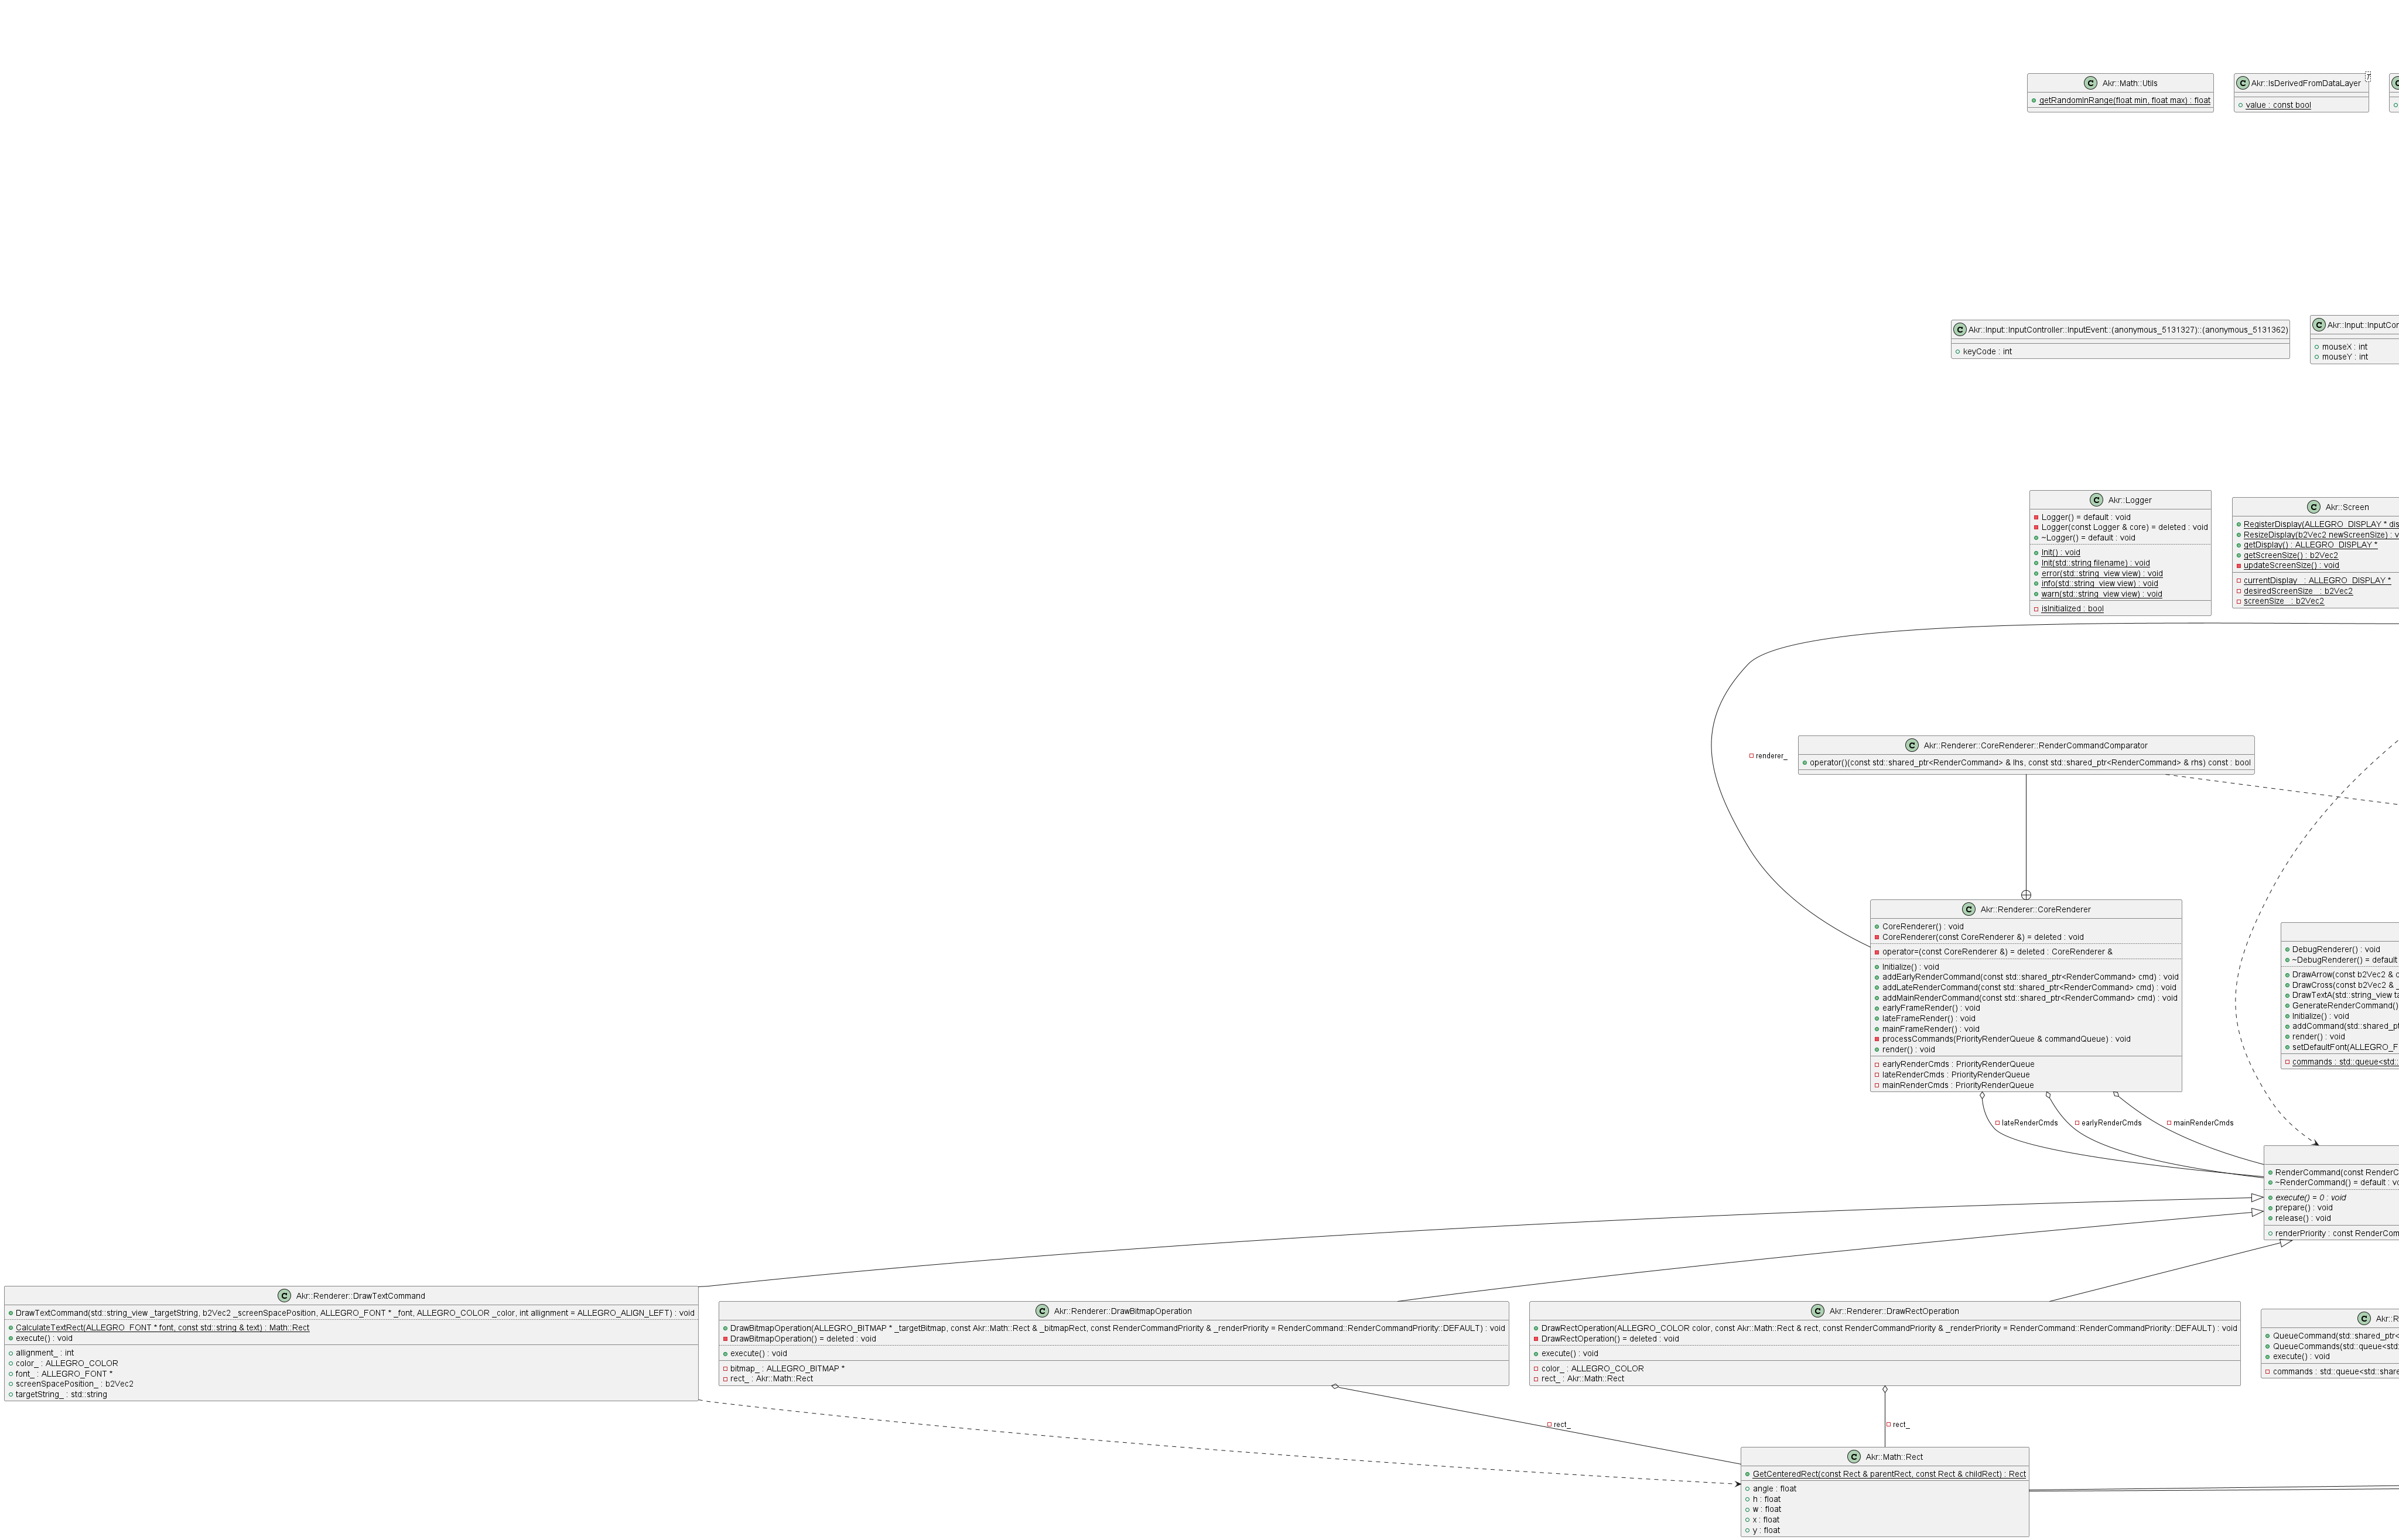 C Akr::Math::Utils
getRandomInRange(float min, float max) : float
C Akr::IsDerivedFromDataLayer T
value : const bool
C Akr::Input::InputController::InputEvent::(anonymous_5131327)::(anonymous_5131362)
keyCode : int
C Akr::Input::InputCor
mouseX : int
mouseY : int
C Akr::Logger
Logger() = default : void
Logger(const Logger & core) = deleted : void
~Logger() = default : void
Init() : void
Init(std::string filename) : void
error(std::string_view view) : void
info(std::string_view view) : void
warn(std::string_view view) : void
isInitialized : bool
C Akr::Screen
RegisterDisplay(ALLEGRO_DISPLAY * dis
ResizeDisplay(b2Vec2 newScreenSize) : v
getDisplay() : ALLEGRO_DISPLAY *
getScreenSize() : b2Vec2
updateScreenSize() : void
currentDisplay_ : ALLEGRO_DISPLAY *
desiredScreenSize_ : b2Vec2
screenSize_ : b2Vec2
renderer_
C Akr::Renderer::CoreRenderer::RenderCommandComparator
operator()(const std::shared_ptr<RenderCommand> & lhs, const std::shared_ptr<RenderCommand> & rhs) const : bool
C Akr::Renderer::CoreRenderer
CoreRenderer() : void
CoreRenderer(const CoreRenderer &) = deleted : void
operator=(const CoreRenderer &) = deleted : CoreRenderer &
Initialize() : void
addEarlyRenderCommand(const std::shared_ptr<RenderCommand> cmd) : void
addLateRenderCommand(const std::shared_ptr<RenderCommand> cmd) : void
addMainRenderCommand(const std::shared_ptr<RenderCommand> cmd) : void
earlyFrameRender() : void
lateFrameRender() : void
mainFrameRender() : void
processCommands(PriorityRenderQueue & commandQueue) : void
render() : void
earlyRenderCmds : PriorityRenderQueue
lateRenderCmds : PriorityRenderQueue
mainRenderCmds : PriorityRenderQueue
DebugRenderer() : void
~DebugRenderer() = default
DrawArrow(const b2Vec2 & o
DrawCross(const b2Vec2 & _
DrawTextA(std::string_view ta
GenerateRenderCommand()
Initialize() : void
addCommand(std::shared_pt
render() : void
setDefaultFont(ALLEGRO_F
commands : std::queue<std::
lateRenderCmds
earlyRenderCmds
mainRenderCmds
RenderCommand(const RenderC
~RenderCommand() = default : vo
execute() = 0 : void
prepare() : void
release() : void
renderPriority : const RenderCom
C Akr::Renderer::DrawTextCommand
DrawTextCommand(std::string_view _targetString, b2Vec2 _screenSpacePosition, ALLEGRO_FONT * _font, ALLEGRO_COLOR _color, int allignment = ALLEGRO_ALIGN_LEFT) : void
CalculateTextRect(ALLEGRO_FONT * font, const std::string & text) : Math::Rect
execute() : void
allignment_ : int
color_ : ALLEGRO_COLOR
font_ : ALLEGRO_FONT *
screenSpacePosition_ : b2Vec2
targetString_ : std::string
C Akr::Renderer::DrawBitmapOperation
DrawBitmapOperation(ALLEGRO_BITMAP * _targetBitmap, const Akr::Math::Rect & _bitmapRect, const RenderCommandPriority & _renderPriority = RenderCommand::RenderCommandPriority::DEFAULT) : void
DrawBitmapOperation() = deleted : void
execute() : void
bitmap_ : ALLEGRO_BITMAP *
rect_ : Akr::Math::Rect
C Akr::Renderer::DrawRectOperation
DrawRectOperation(ALLEGRO_COLOR color, const Akr::Math::Rect & rect, const RenderCommandPriority & _renderPriority = RenderCommand::RenderCommandPriority::DEFAULT) : void
DrawRectOperation() = deleted : void
execute() : void
color_ : ALLEGRO_COLOR
rect_ : Akr::Math::Rect
C Akr::R
QueueCommand(std::shared_ptr<
QueueCommands(std::queue<std:
execute() : void
commands : std::queue<std::share
rect_
rect_
C Akr::Math::Rect
GetCenteredRect(const Rect & parentRect, const Rect & childRect) : Rect
angle : float
h : float
w : float
x : float
y : float